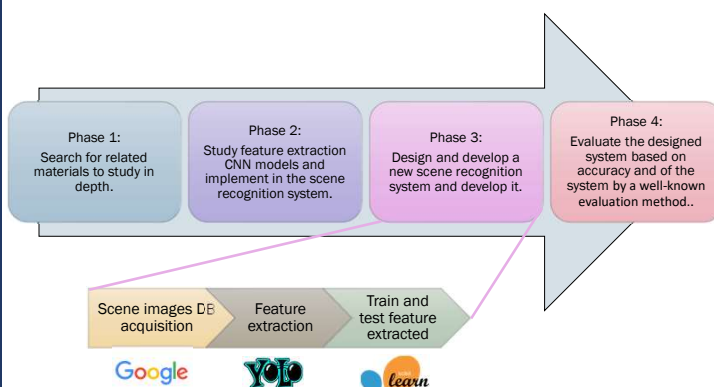 Phase 1:
Search for related
materials to study in
depth.
Phase 2:
Study feature extraction
CNN models and
implement in the scene
recognition system.
Phase 3:
Design and develop a
new scene recognition
system and develop it.
Phase 4:
Evaluate the designed
system based on
accuracy and of the
system by a well-known
evaluation method..
Scene images DB
acquisition
Feature
extraction
Train and
test feature
extracted
Google
YOLO
learn